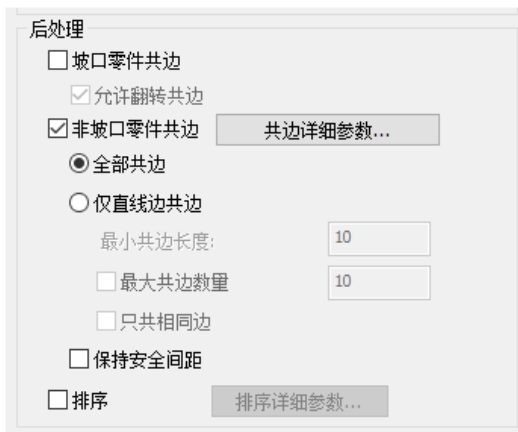 后处理
坡口零件共边
允许翻转共边
非坡口零件共边 共边详细参数...
全部共边
仅直线边共边
最小共边长度: 10
最大共边数量 10
只共相同边
保持安全间距
排序 排序详细参数...